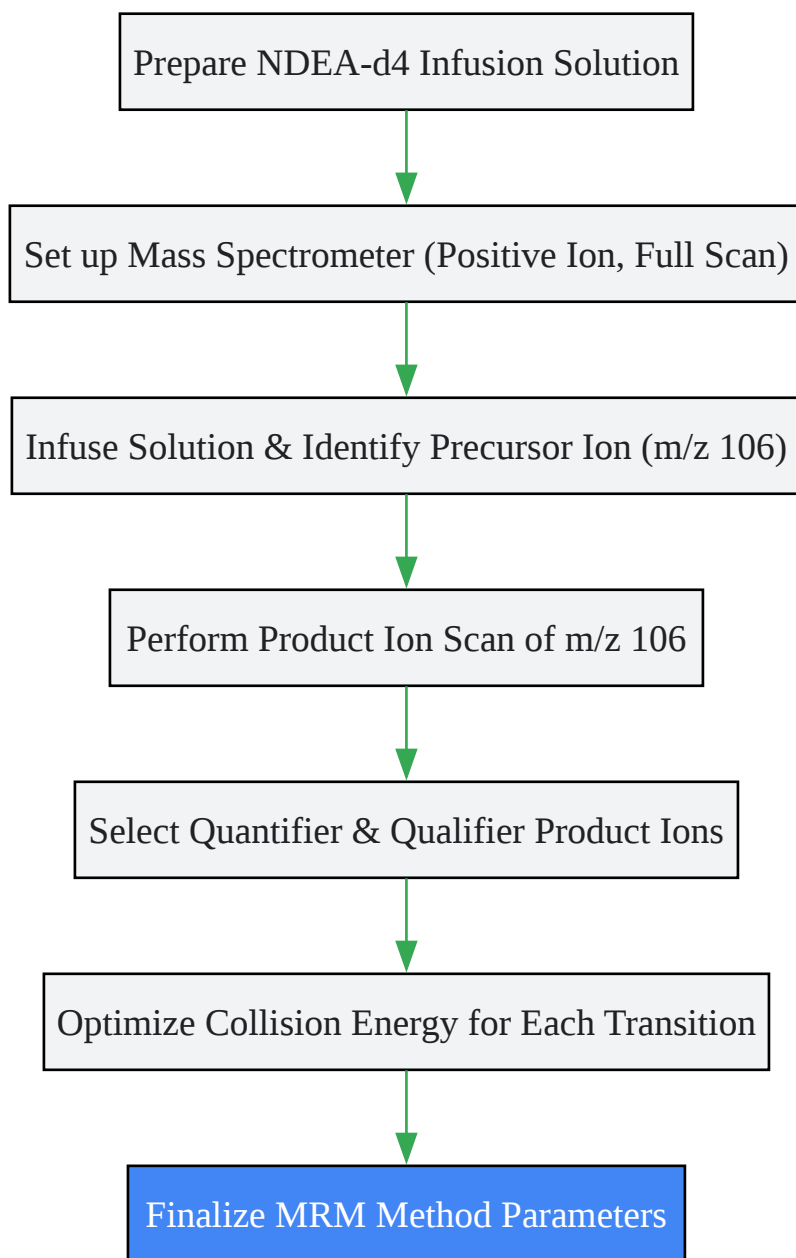 Prepare NDEA-d4 Infusion Solution
Set up Mass Spectrometer (Positive Ion, Full Scan)
Infuse Solution & Identify Precursor Ion (m/z 106)
Perform Product Ion Scan of m/z 106
Select Quantifier & Qualifier Product Ions
Optimize Collision Energy for Each Transition
Finalize MRM Method Parameters